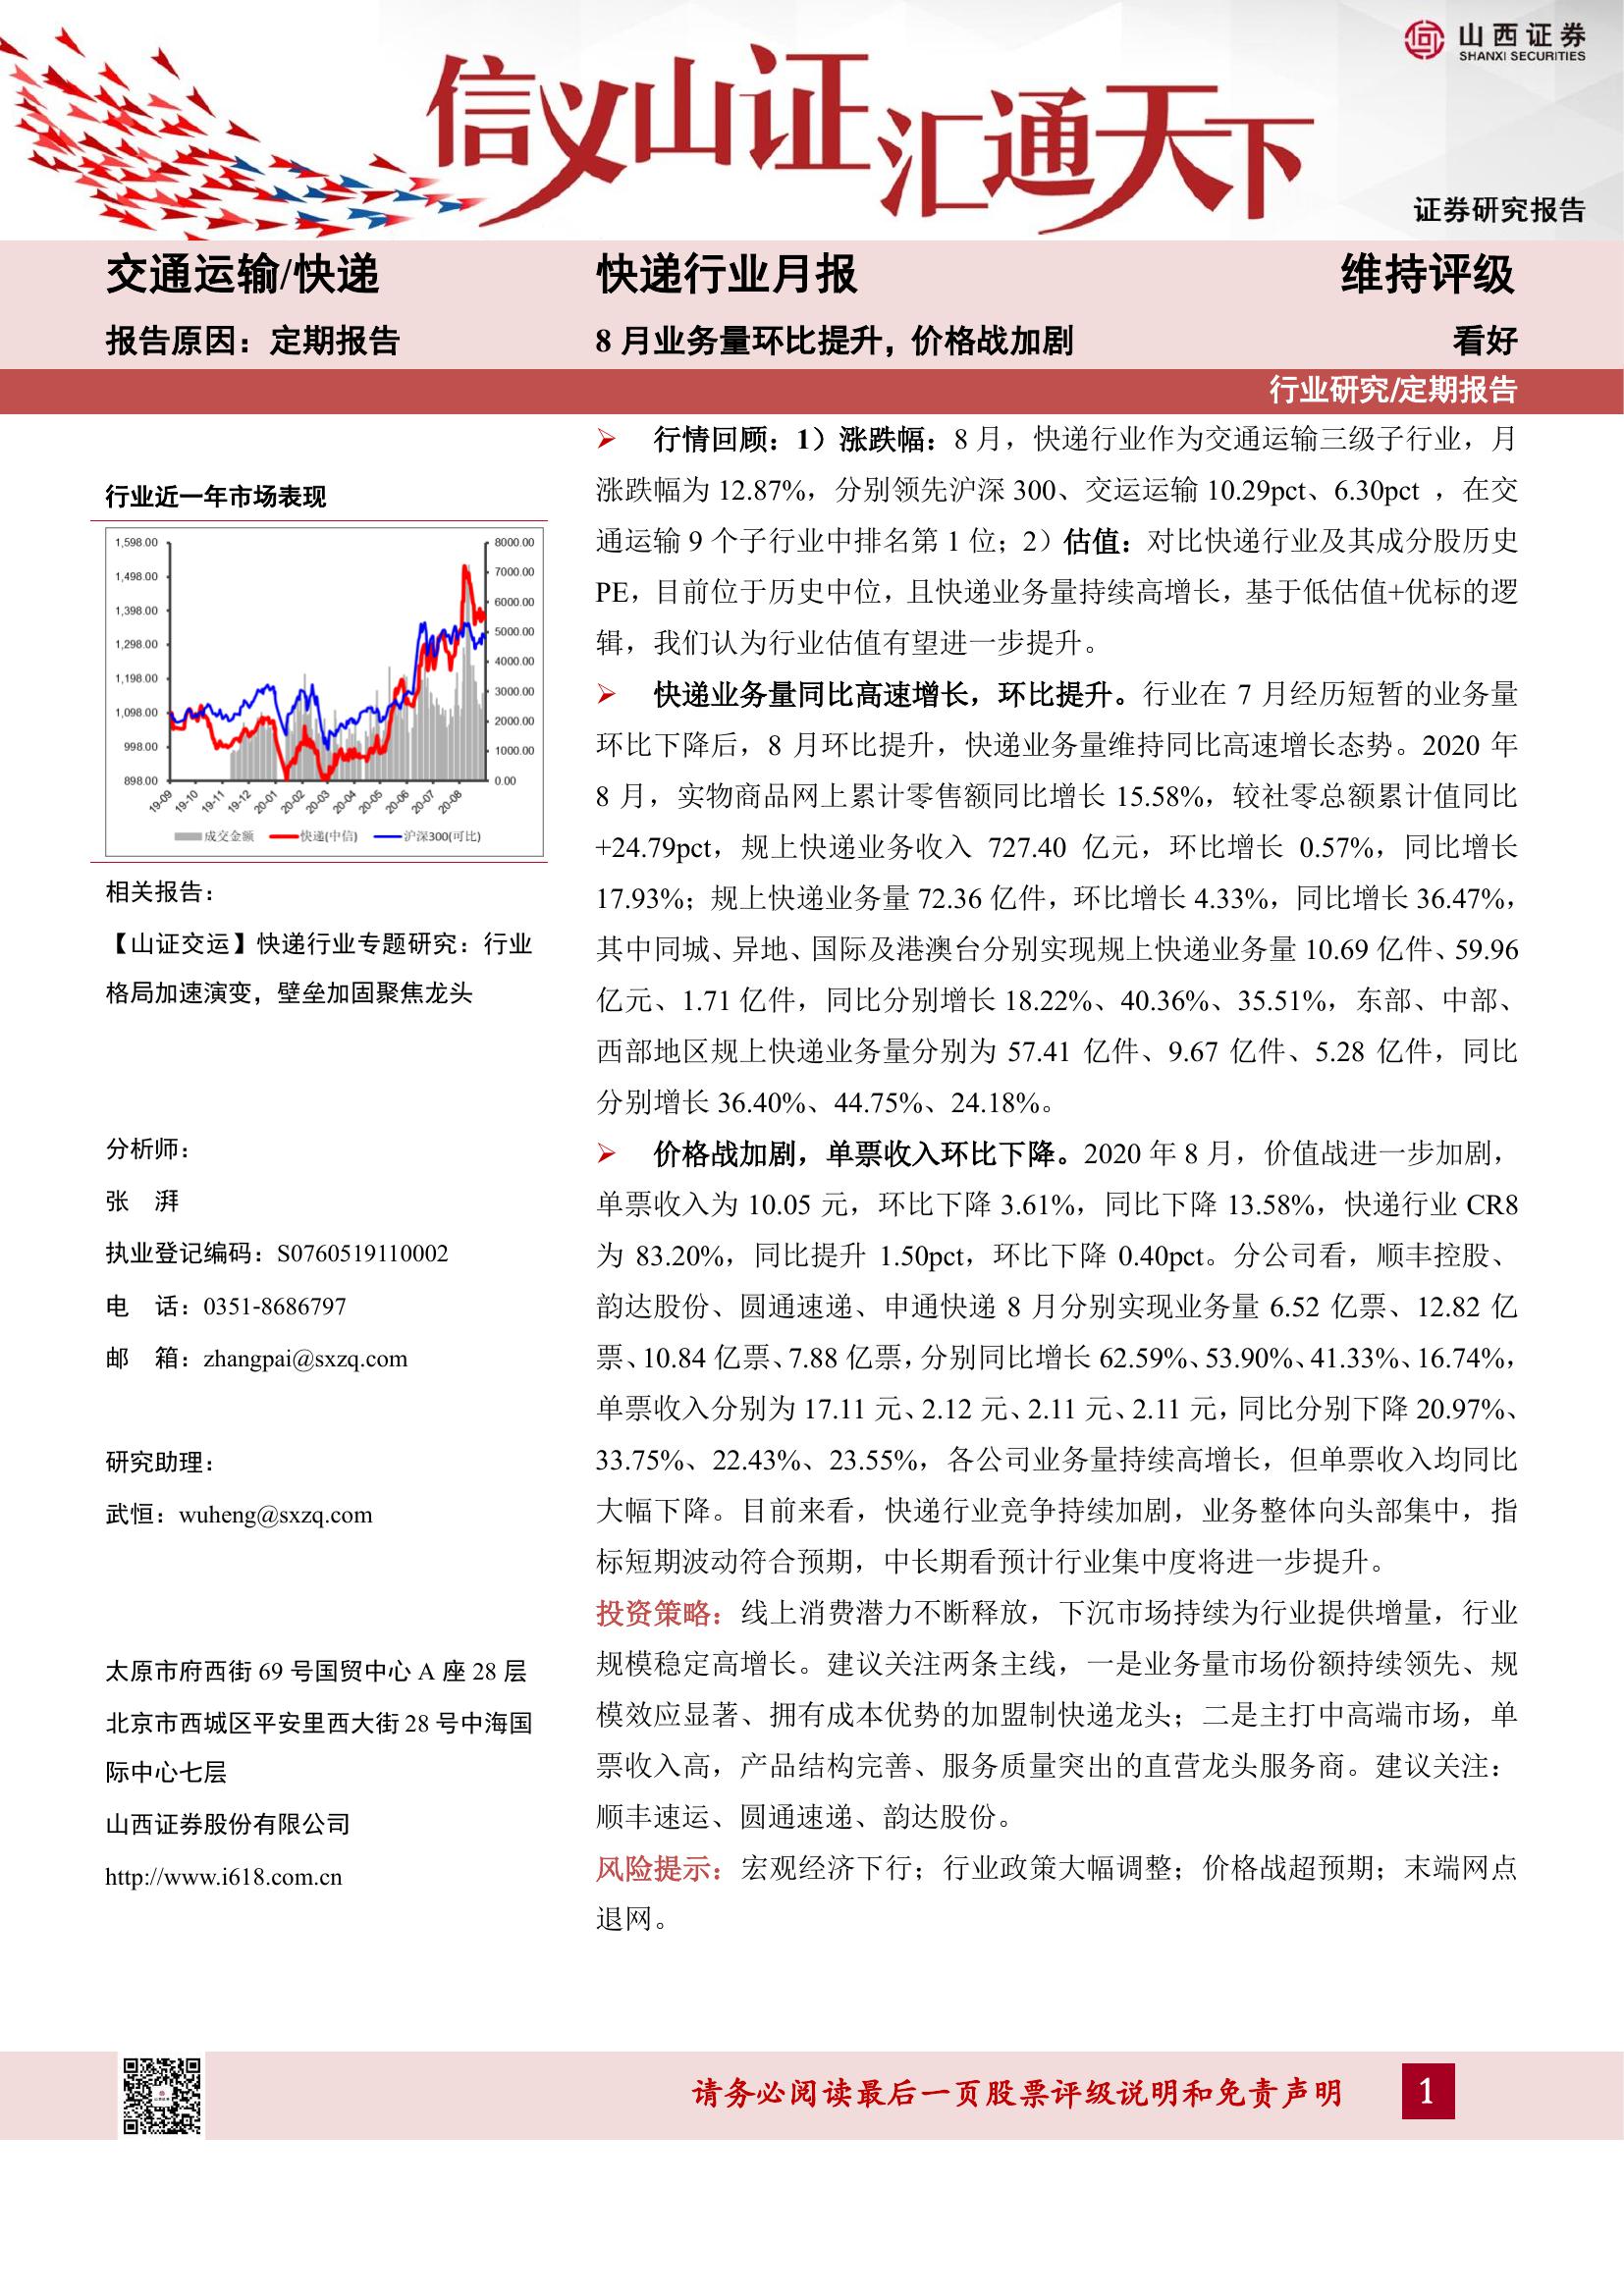 山西证券
SHANXI SECURITIES
信义山证汇通天下
证券研究报告
交通运输/快递
快递行业月报
维持评级
报告原因：定期报告
8 月业务量环比提升，价格战加剧
看好
行业研究/定期报告
行业近一年市场表现
1,598.00
1,498.00
1,398.00
1,298.00
1,198.00
1,098.00
998.00
898.00
8000.00
7000.00
6000.00
5000.00
4000.00
3000.00
2000.00
1000.00
0.00
19-09
19-10
19-11
19-12
20-01
20-02
20-03
20-04
20-05
20-06
20-07
20-08
成交金额
快递(中信)
沪深300(可比)
相关报告：
【山证交运】快递行业专题研究：行业
格局加速演变，壁垒加固聚焦龙头
分析师：
张　湃
执业登记编码：S0760519110002
电　话：0351-8686797
邮　箱：zhangpai@sxzq.com
研究助理：
武恒：wuheng@sxzq.com
太原市府西街 69 号国贸中心 A 座 28 层
北京市西城区平安里西大街 28 号中海国
际中心七层
山西证券股份有限公司
http://www.i618.com.cn
行情回顾：1）涨跌幅：8 月，快递行业作为交通运输三级子行业，月
涨跌幅为 12.87%，分别领先沪深 300、交运运输 10.29pct、6.30pct ，在交
通运输 9 个子行业中排名第 1 位；2）估值：对比快递行业及其成分股历史
PE，目前位于历史中位，且快递业务量持续高增长，基于低估值+优标的逻
辑，我们认为行业估值有望进一步提升。
快递业务量同比高速增长，环比提升。行业在 7 月经历短暂的业务量
环比下降后，8 月环比提升，快递业务量维持同比高速增长态势。2020 年
8 月，实物商品网上累计零售额同比增长 15.58%，较社零总额累计值同比
+24.79pct，规上快递业务收入 727.40 亿元，环比增长 0.57%，同比增长
17.93%；规上快递业务量 72.36 亿件，环比增长 4.33%，同比增长 36.47%，
其中同城、异地、国际及港澳台分别实现规上快递业务量 10.69 亿件、59.96
亿元、1.71 亿件，同比分别增长 18.22%、40.36%、35.51%，东部、中部、
西部地区规上快递业务量分别为 57.41 亿件、9.67 亿件、5.28 亿件，同比
分别增长 36.40%、44.75%、24.18%。
价格战加剧，单票收入环比下降。2020 年 8 月，价值战进一步加剧，
单票收入为 10.05 元，环比下降 3.61%，同比下降 13.58%，快递行业 CR8
为 83.20%，同比提升 1.50pct，环比下降 0.40pct。分公司看，顺丰控股、
韵达股份、圆通速递、申通快递 8 月分别实现业务量 6.52 亿票、12.82 亿
票、10.84 亿票、7.88 亿票，分别同比增长 62.59%、53.90%、41.33%、16.74%，
单票收入分别为 17.11 元、2.12 元、2.11 元、2.11 元，同比分别下降 20.97%、
33.75%、22.43%、23.55%，各公司业务量持续高增长，但单票收入均同比
大幅下降。目前来看，快递行业竞争持续加剧，业务整体向头部集中，指
标短期波动符合预期，中长期看预计行业集中度将进一步提升。
投资策略：线上消费潜力不断释放，下沉市场持续为行业提供增量，行业
规模稳定高增长。建议关注两条主线，一是业务量市场份额持续领先、规
模效应显著、拥有成本优势的加盟制快递龙头；二是主打中高端市场，单
票收入高，产品结构完善、服务质量突出的直营龙头服务商。建议关注：
顺丰速运、圆通速递、韵达股份。
风险提示：宏观经济下行；行业政策大幅调整；价格战超预期；末端网点
退网。
请务必阅读最后一页股票评级说明和免责声明
1